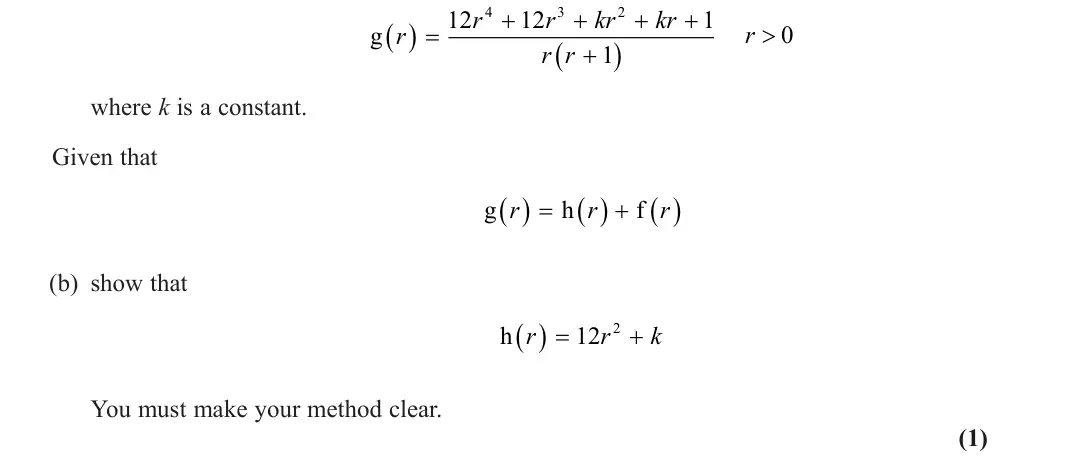 g(r) = (12r⁴ + 12r³ + kr² + kr + 1) / (r(r + 1))    r > 0
where k is a constant.
Given that
g(r) = h(r) + f(r)
(b) show that
h(r) = 12r² + k
You must make your method clear.
(1)